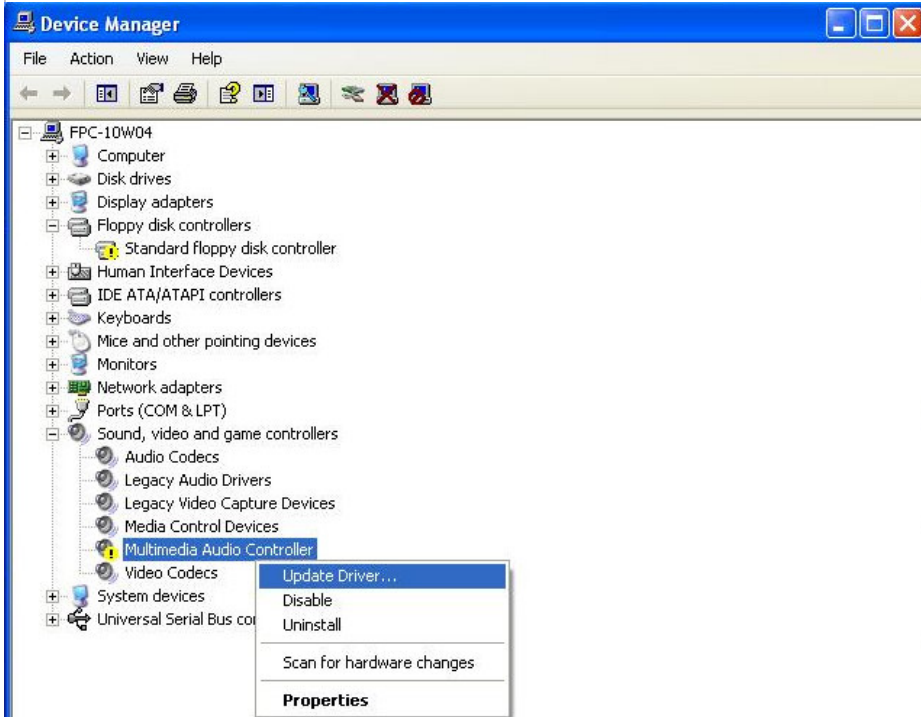 Device Manager
File Action View Help
FPC-10W04
Computer
Disk drives
Display adapters
Floppy disk controllers
Standard floppy disk controller
Human Interface Devices
IDE ATA/ATAPI controllers
Keyboards
Mice and other pointing devices
Monitors
Network adapters
Ports (COM & LPT)
Sound, video and game controllers
Audio Codecs
Legacy Audio Drivers
Legacy Video Capture Devices
Media Control Devices
Multimedia Audio Controller
Video Codecs
Update Driver...
System devices
Disable
Universal Serial Bus
Uninstall
Scan for hardware changes
Properties